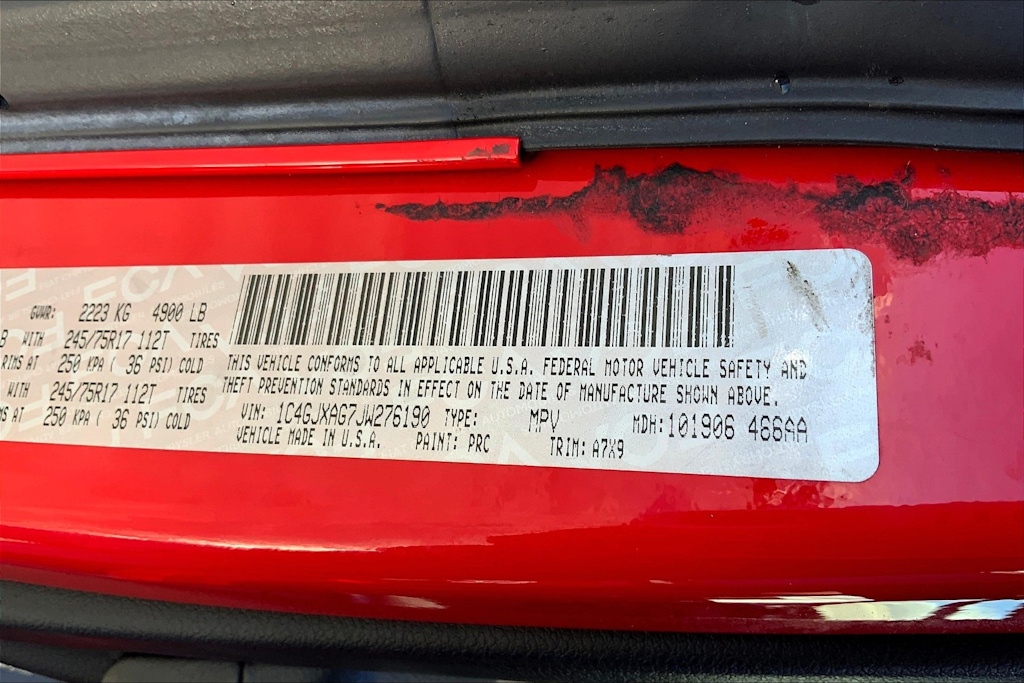 GVWR: 2223 KG 4900 LB
B WITH 245/75R17 112T TIRES
RIMS AT 250 KPA ( 36 PSI) COLD
WITH 245/75R17 112T TIRES
MS AT 250 KPA ( 36 PSI) COLD
THIS VEHICLE CONFORMS TO ALL APPLICABLE U.S.A. FEDERAL MOTOR VEHICLE SAFETY AND
THEFT PREVENTION STANDARDS IN EFFECT ON THE DATE OF MANUFACTURE SHOWN ABOVE.
VIN: 1C4GJXAG7JW276190 TYPE: MPV MDH: 101906 466AA
VEHICLE MADE IN U.S.A. PAINT: PRC TRIM: A7X9